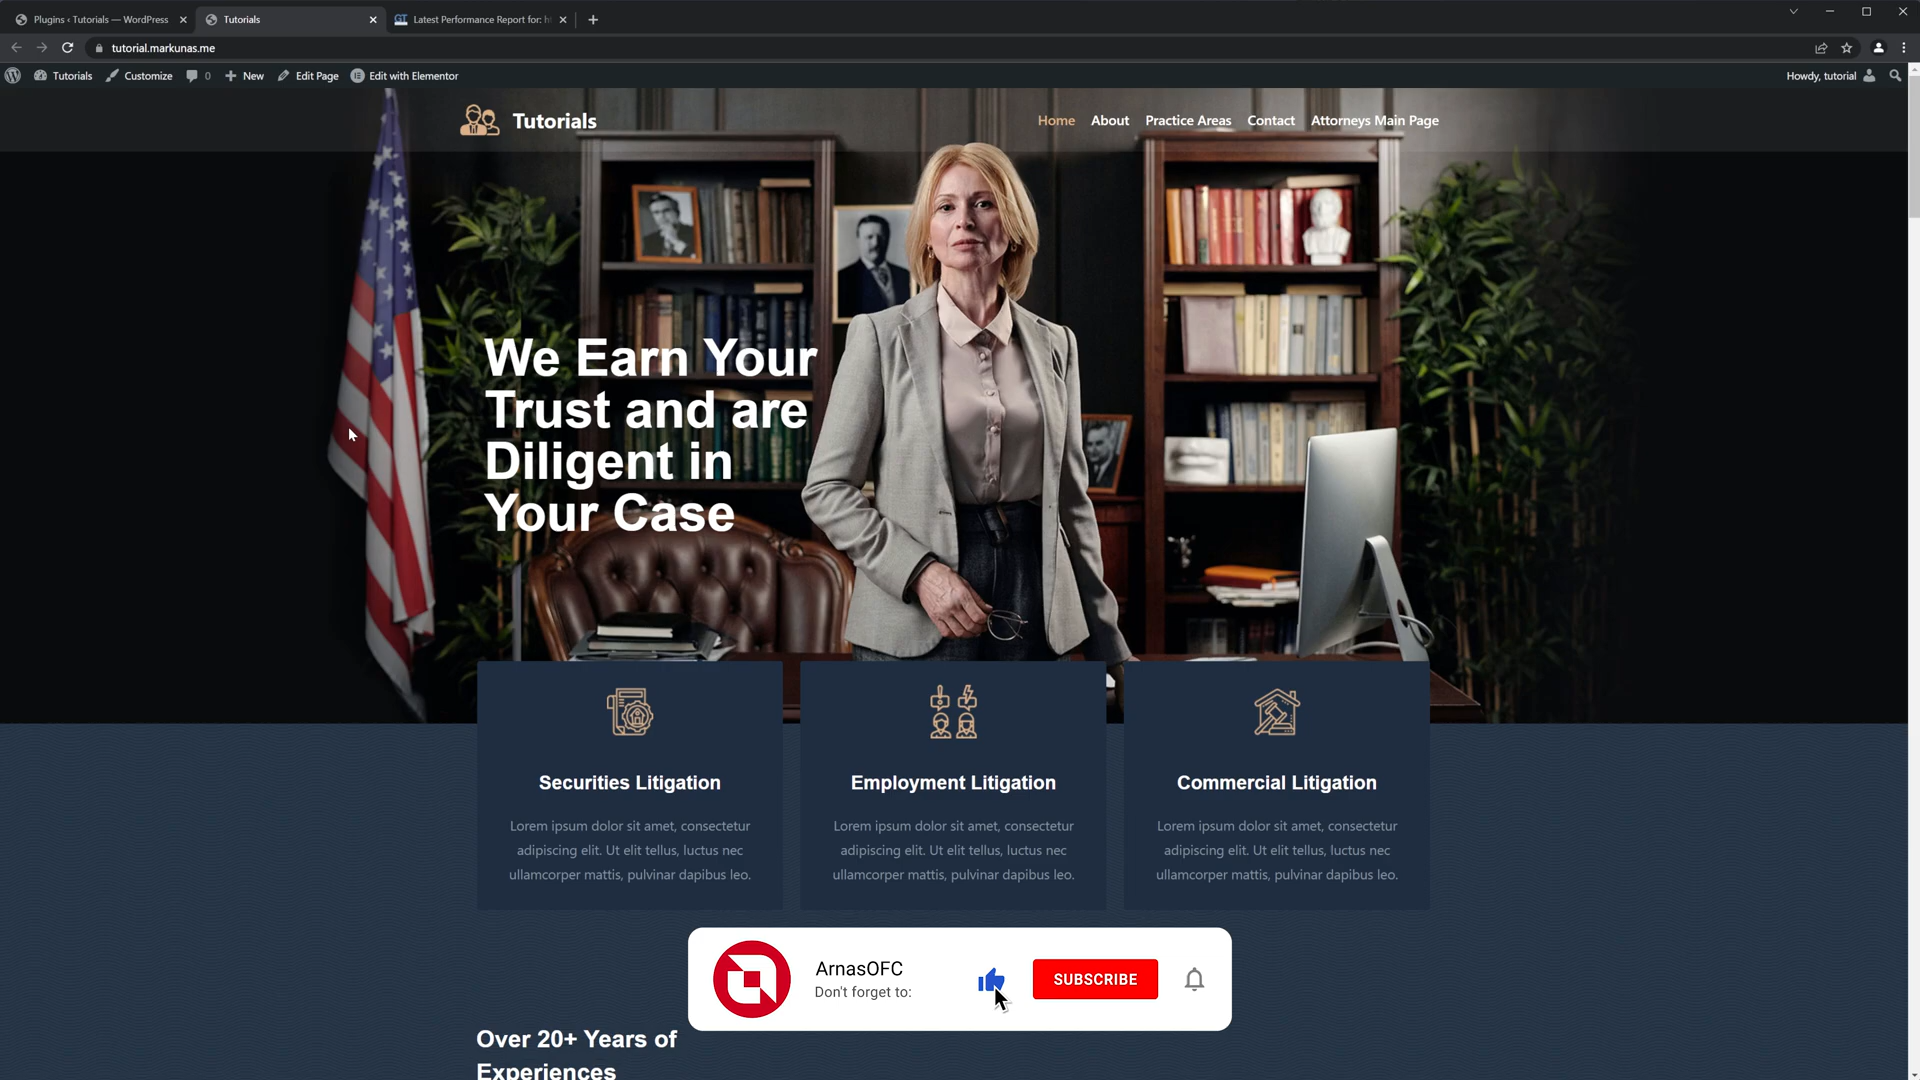 Plugins ‹ Tutorials — WordPress
Tutorials
Latest Performance Report for: h
tutorial.markunas.me
Tutorials
Customize
0
New
Edit Page
Edit with Elementor
Howdy, tutorial
Tutorials
Home
About
Practice Areas
Contact
Attorneys Main Page
We Earn Your
Trust and are
Diligent in
Your Case
Securities Litigation
Lorem ipsum dolor sit amet, consectetur
adipiscing elit. Ut elit tellus, luctus nec
ullamcorper mattis, pulvinar dapibus leo.
Employment Litigation
Lorem ipsum dolor sit amet, consectetur
adipiscing elit. Ut elit tellus, luctus nec
ullamcorper mattis, pulvinar dapibus leo.
Commercial Litigation
Lorem ipsum dolor sit amet, consectetur
adipiscing elit. Ut elit tellus, luctus nec
ullamcorper mattis, pulvinar dapibus leo.
ArnasOFC
Don't forget to:
SUBSCRIBE
Over 20+ Years of
Experiences